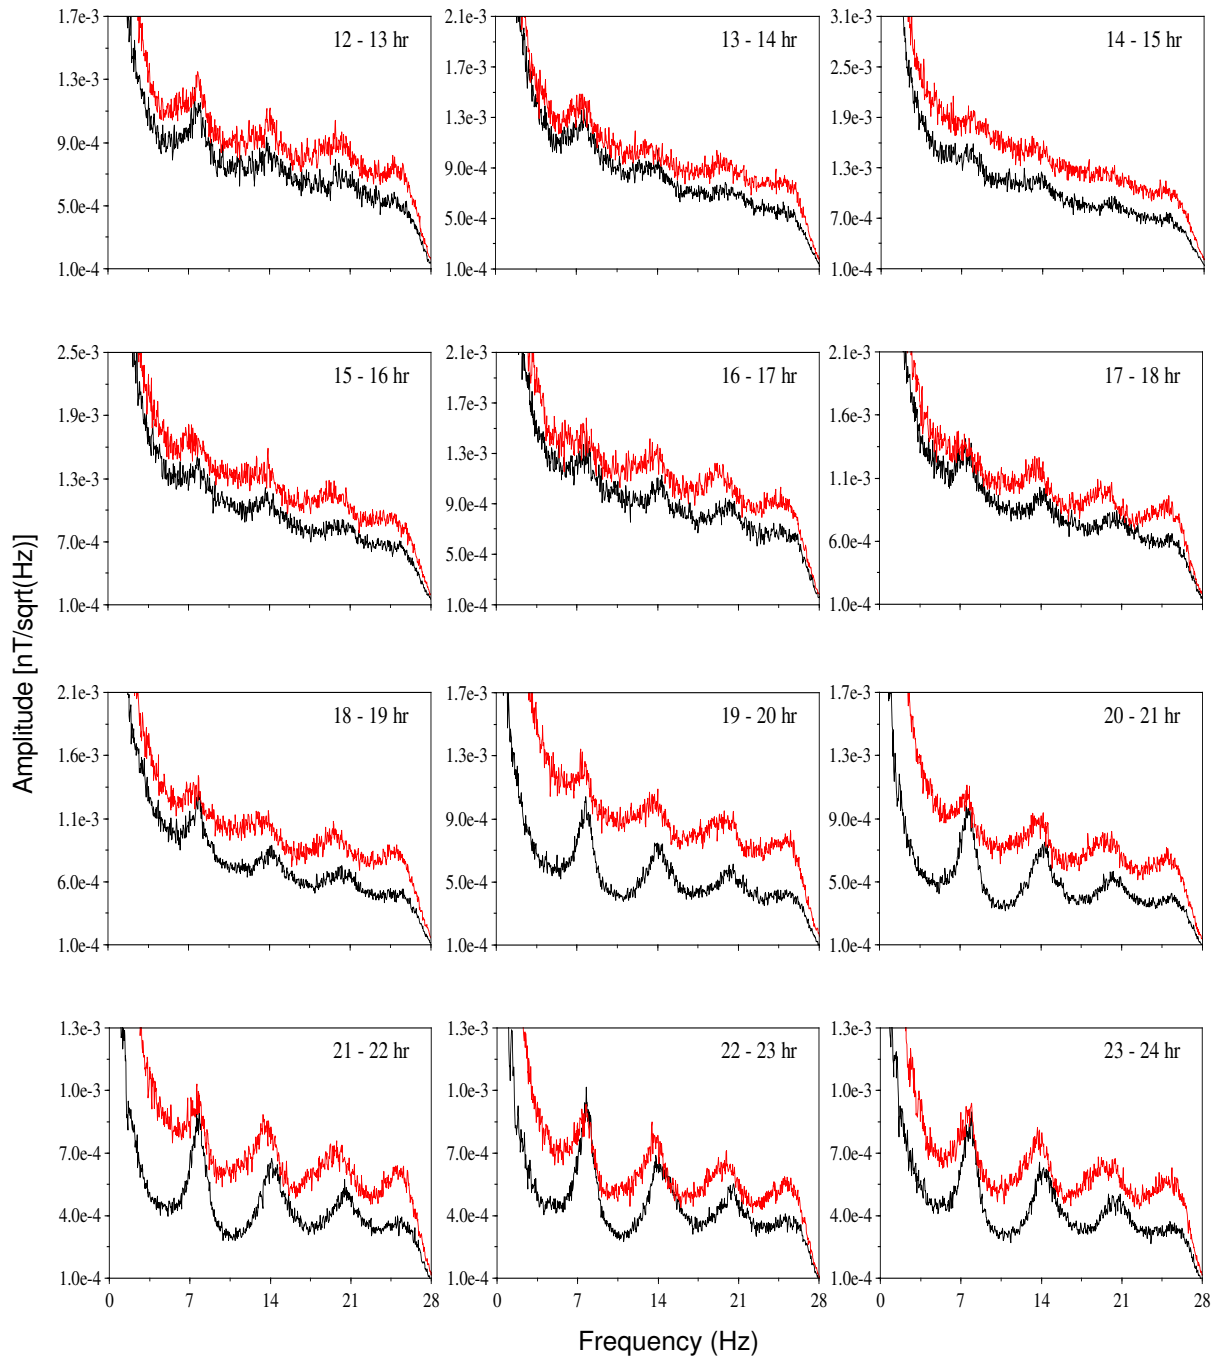 1.7e-3
1.3e-3
9.0e-4
5.0e-4
1.0e-4
12 - 13 hr
2.1e-3
1.7e-3
1.3e-3
9.0e-4
5.0e-4
1.0e-4
13 - 14 hr
3.1e-3
2.5e-3
1.9e-3
1.3e-3
7.0e-4
1.0e-4
14 - 15 hr
2.5e-3
1.9e-3
1.3e-3
7.0e-4
1.0e-4
15 - 16 hr
2.1e-3
1.7e-3
1.3e-3
9.0e-4
5.0e-4
1.0e-4
16 - 17 hr
2.1e-3
1.6e-3
1.1e-3
6.0e-4
1.0e-4
17 - 18 hr
Amplitude [nT/sqrt(Hz)]
2.1e-3
1.6e-3
1.1e-3
6.0e-4
1.0e-4
18 - 19 hr
1.7e-3
1.3e-3
9.0e-4
5.0e-4
1.0e-4
19 - 20 hr
1.7e-3
1.3e-3
9.0e-4
5.0e-4
1.0e-4
20 - 21 hr
1.3e-3
1.0e-3
7.0e-4
4.0e-4
1.0e-4
21 - 22 hr
0 7 14 21 28
1.3e-3
1.0e-3
7.0e-4
4.0e-4
1.0e-4
22 - 23 hr
0 7 14 21 28
1.3e-3
1.0e-3
7.0e-4
4.0e-4
1.0e-4
23 - 24 hr
0 7 14 21 28
Frequency (Hz)